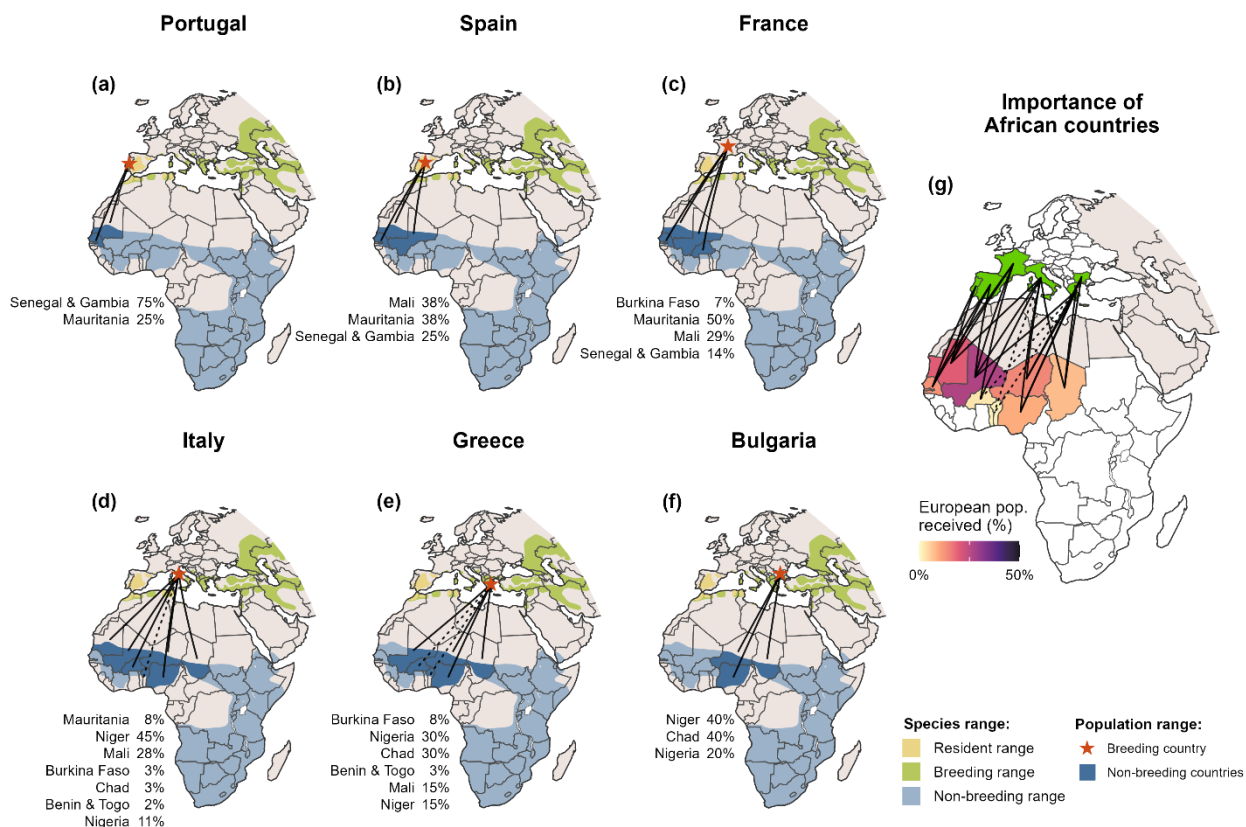 Portugal
Spain
France
(a)
(b)
(c)
Senegal & Gambia 75%
Mauritania 25%
Mali 38%
Mauritania 38%
Senegal & Gambia 25%
Burkina Faso 7%
Mauritania 50%
Mali 29%
Senegal & Gambia 14%
Importance of
African countries
(g)
European pop.
received (%)
0%
50%
Italy
Greece
Bulgaria
(d)
(e)
(f)
Mauritania 8%
Niger 45%
Mali 28%
Burkina Faso 3%
Chad 3%
Benin & Togo 2%
Nigeria 11%
Burkina Faso 8%
Nigeria 30%
Chad 30%
Benin & Togo 3%
Mali 15%
Niger 15%
Niger 40%
Chad 40%
Nigeria 20%
Species range:
Resident range
Breeding range
Non-breeding range
Population range:
Breeding country
Non-breeding countries